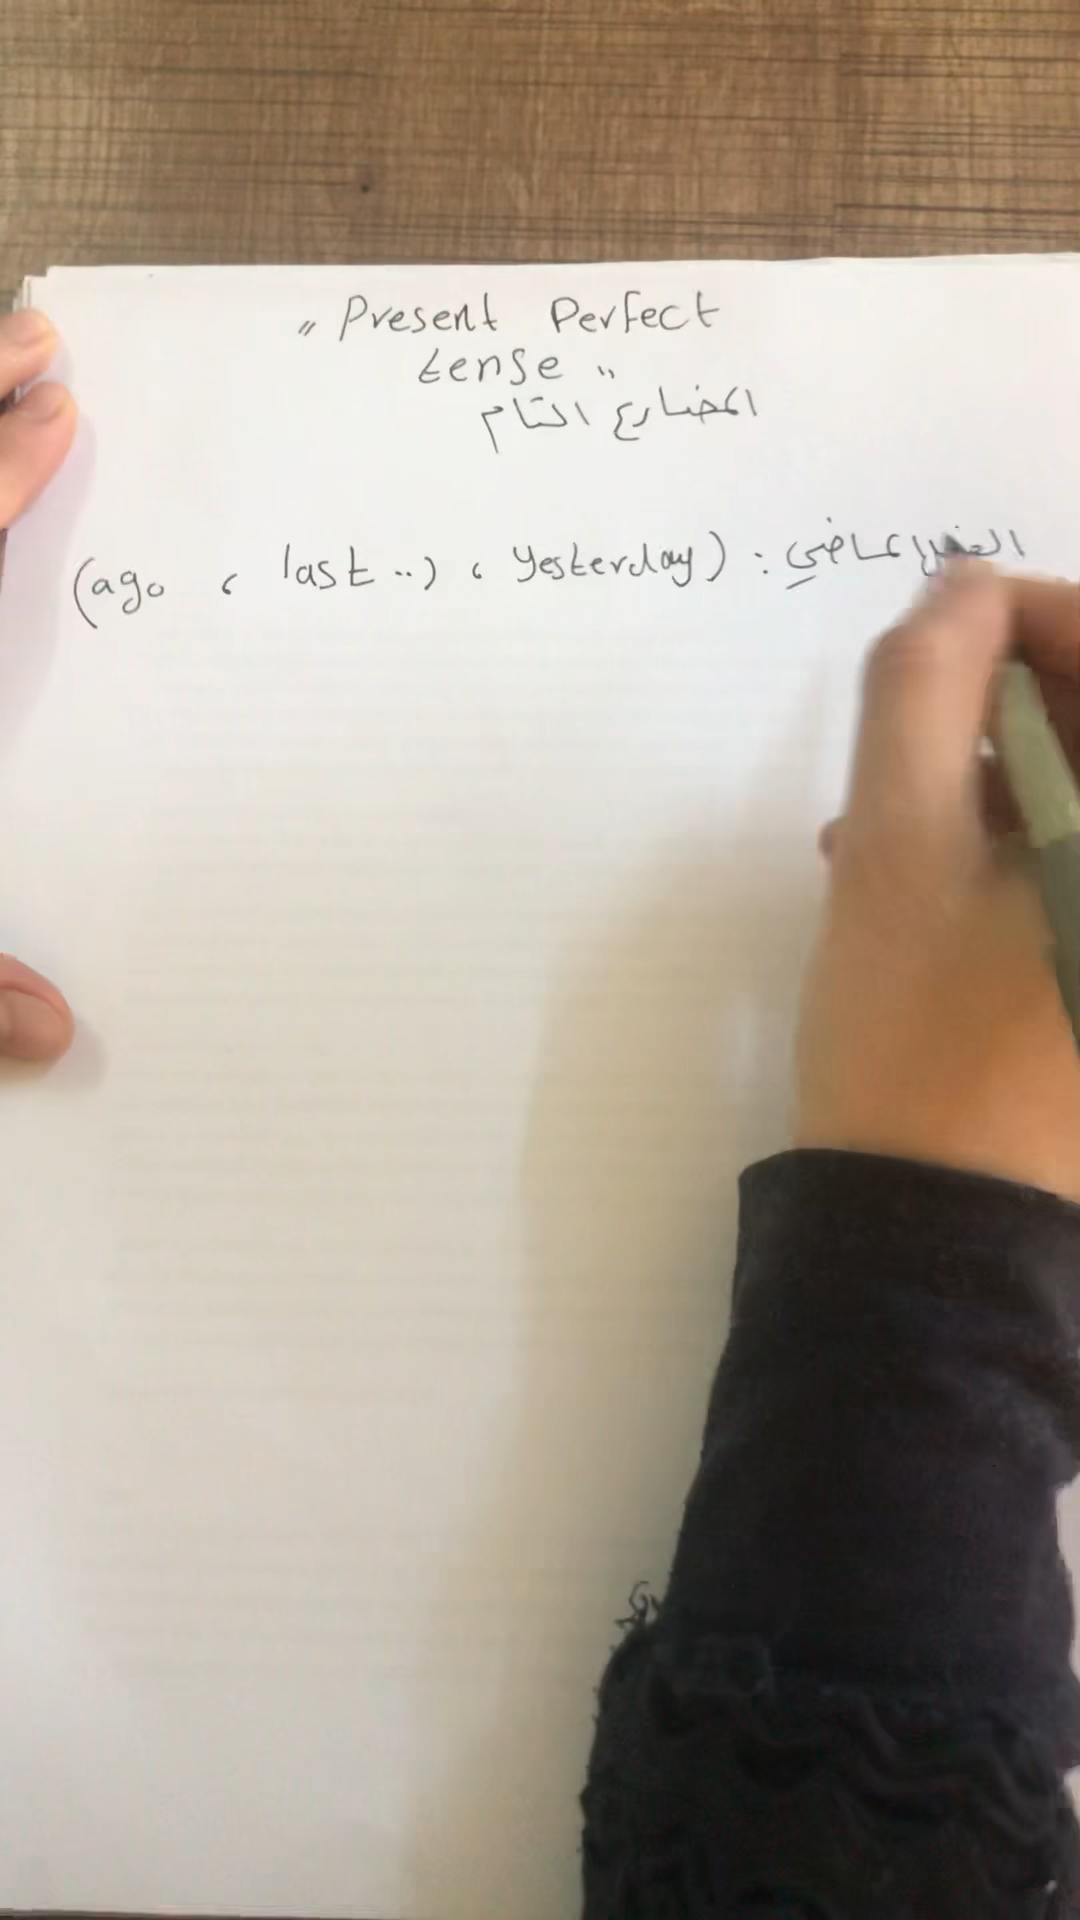 " Present Perfect
tense "
المضارع التام
الماضي : (ago ، last ..) ، Yesterday)